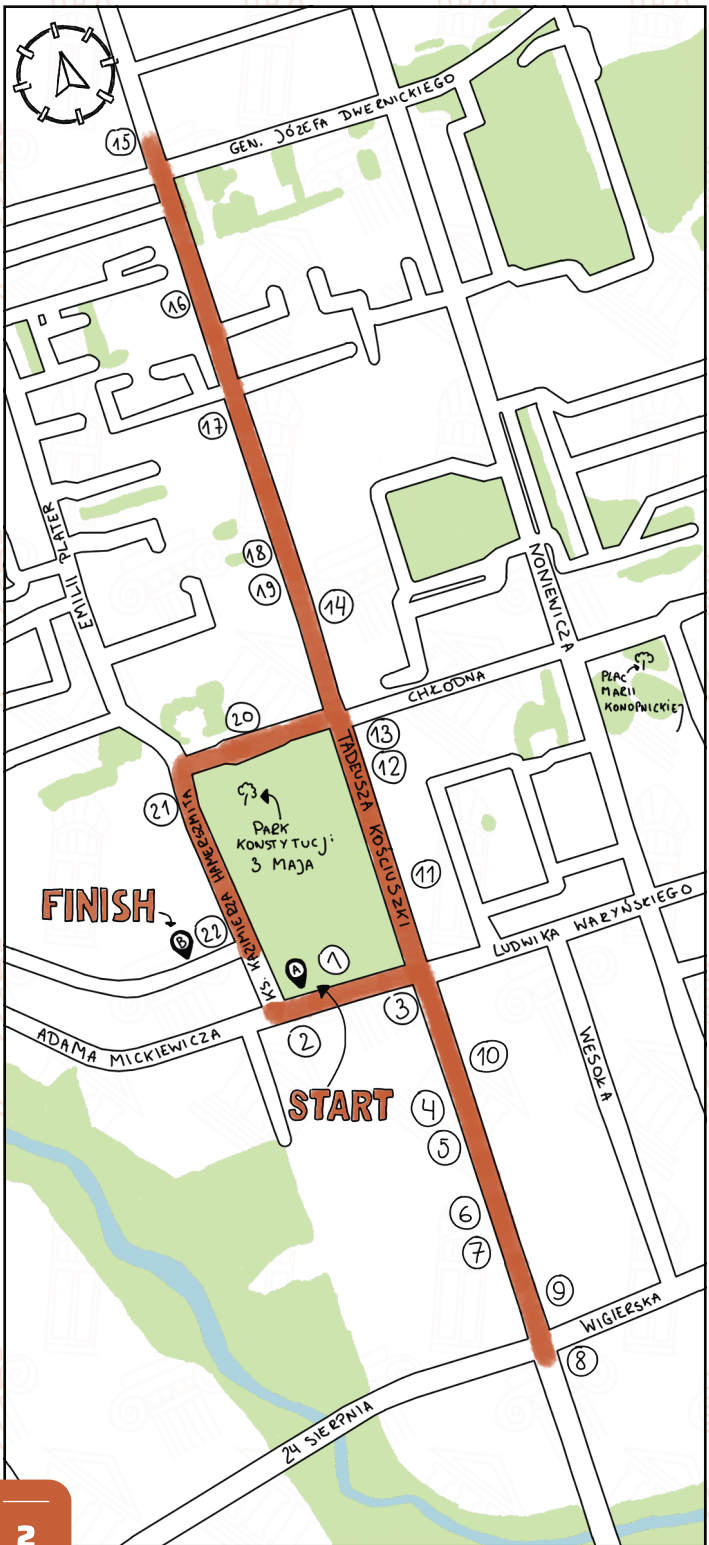 15
GEN. JÓZEFA DWERNICKIEGO
16
17
EMILII PLATER
18
19
14
NONIEWICZA
PLAC
MARII
KONOPNICKIEJ
CHŁODNA
20
13
12
TADEUSZA KOŚCIUSZKI
21
PARK
KONSTYTUCJI
3 MAJA
KS. KAZIMIERZA HAMERSZMITA
11
FINISH
B
22
LUDWIKA WARYŃSKIEGO
A
1
3
ADAMA MICKIEWICZA
2
10
WESOŁA
START
4
5
6
7
9
WIGIERSKA
8
24 SIERPNIA
2